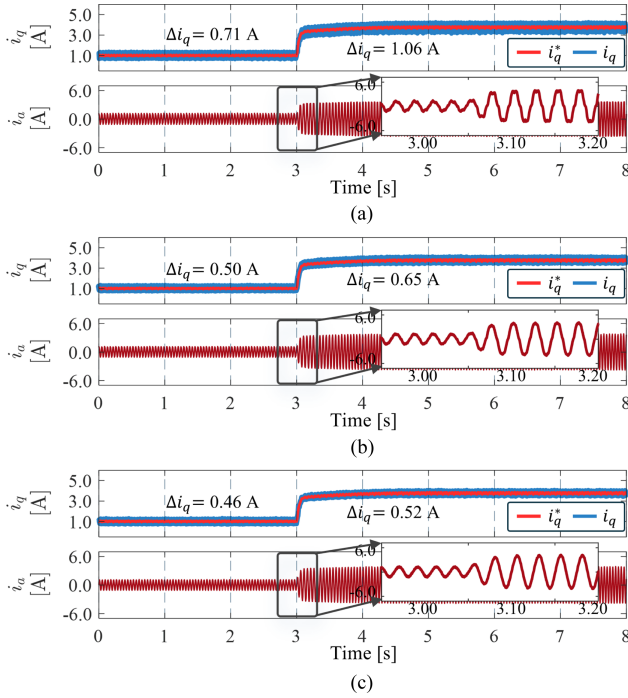 i_q [A]
5.0
3.0
1.0
Δi_q = 0.71 A
Δi_q = 1.06 A
i_q^* i_q
i_a [A]
6.0
0.0
-6.0
6.0
-6.0
3.00 3.10 3.20
0 1 2 3 4 5 6 7 8
Time [s]
(a)
i_q [A]
5.0
3.0
1.0
Δi_q = 0.50 A
Δi_q = 0.65 A
i_q^* i_q
i_a [A]
6.0
0.0
-6.0
6.0
-6.0
3.00 3.10 3.20
0 1 2 3 4 5 6 7 8
Time [s]
(b)
i_q [A]
5.0
3.0
1.0
Δi_q = 0.46 A
Δi_q = 0.52 A
i_q^* i_q
i_a [A]
6.0
0.0
-6.0
6.0
-6.0
3.00 3.10 3.20
0 1 2 3 4 5 6 7 8
Time [s]
(c)